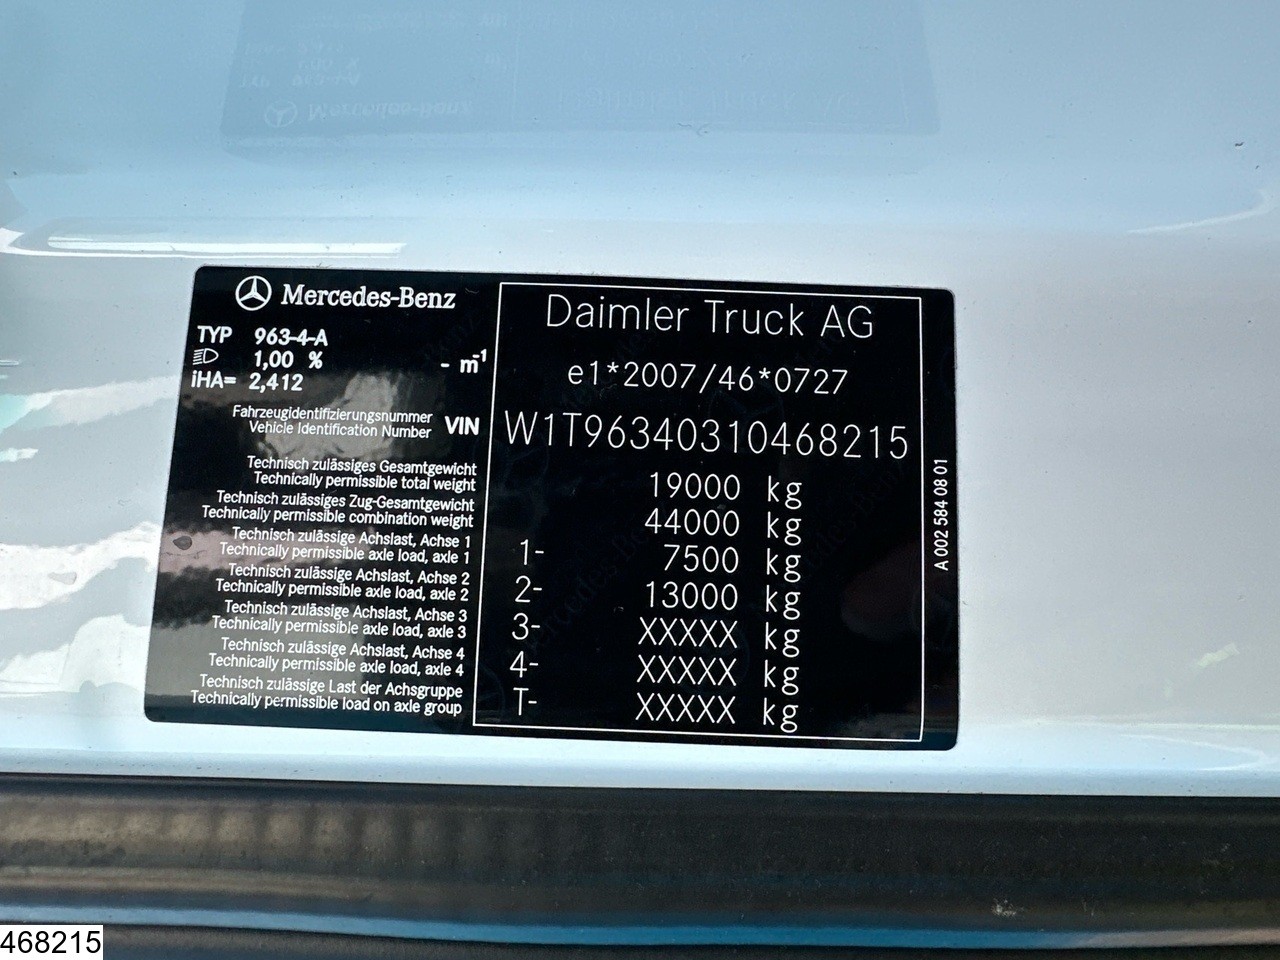 Mercedes-Benz
TYP 963-4-A
1,00 % - m-1
iHA= 2,412
Daimler Truck AG
e1*2007/46*0727
Fahrzeugidentifizierungsnummer
Vehicle Identification Number VIN W1T96340310468215
Technisch zulässiges Gesamtgewicht
Technically permissible total weight 19000 kg
Technisch zulässiges Zug-Gesamtgewicht
Technically permissible combination weight 44000 kg
Technisch zulässige Achslast, Achse 1
Technically permissible axle load, axle 1 1- 7500 kg
Technisch zulässige Achslast, Achse 2
Technically permissible axle load, axle 2 2- 13000 kg
Technisch zulässige Achslast, Achse 3
Technically permissible axle load, axle 3 3- XXXXX kg
Technisch zulässige Achslast, Achse 4
Technically permissible axle load, axle 4 4- XXXXX kg
Technisch zulässige Last der Achsgruppe
Technically permissible load on axle group T- XXXXX kg
A 002 584 08 01
468215